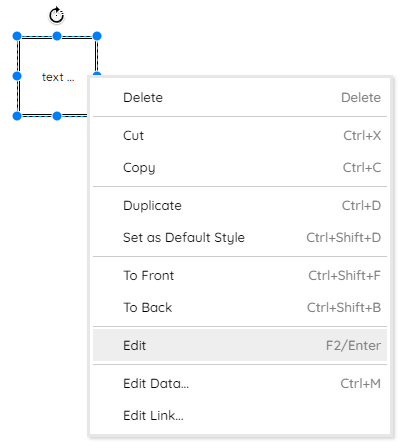 text ...
Delete Delete
Cut Ctrl+X
Copy Ctrl+C
Duplicate Ctrl+D
Set as Default Style Ctrl+Shift+D
To Front Ctrl+Shift+F
To Back Ctrl+Shift+B
Edit F2/Enter
Edit Data... Ctrl+M
Edit Link...